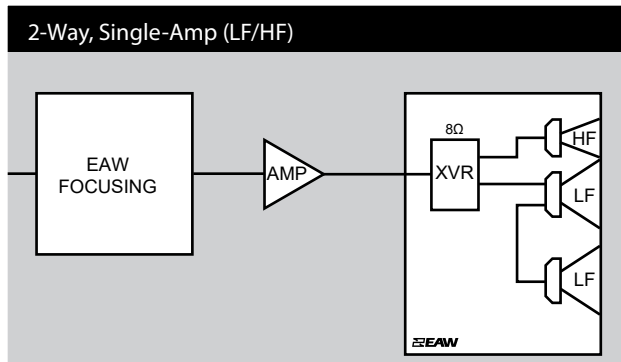 2-Way, Single-Amp (LF/HF)
EAW
FOCUSING
AMP
8Ω
XVR
HF
LF
LF
EAW